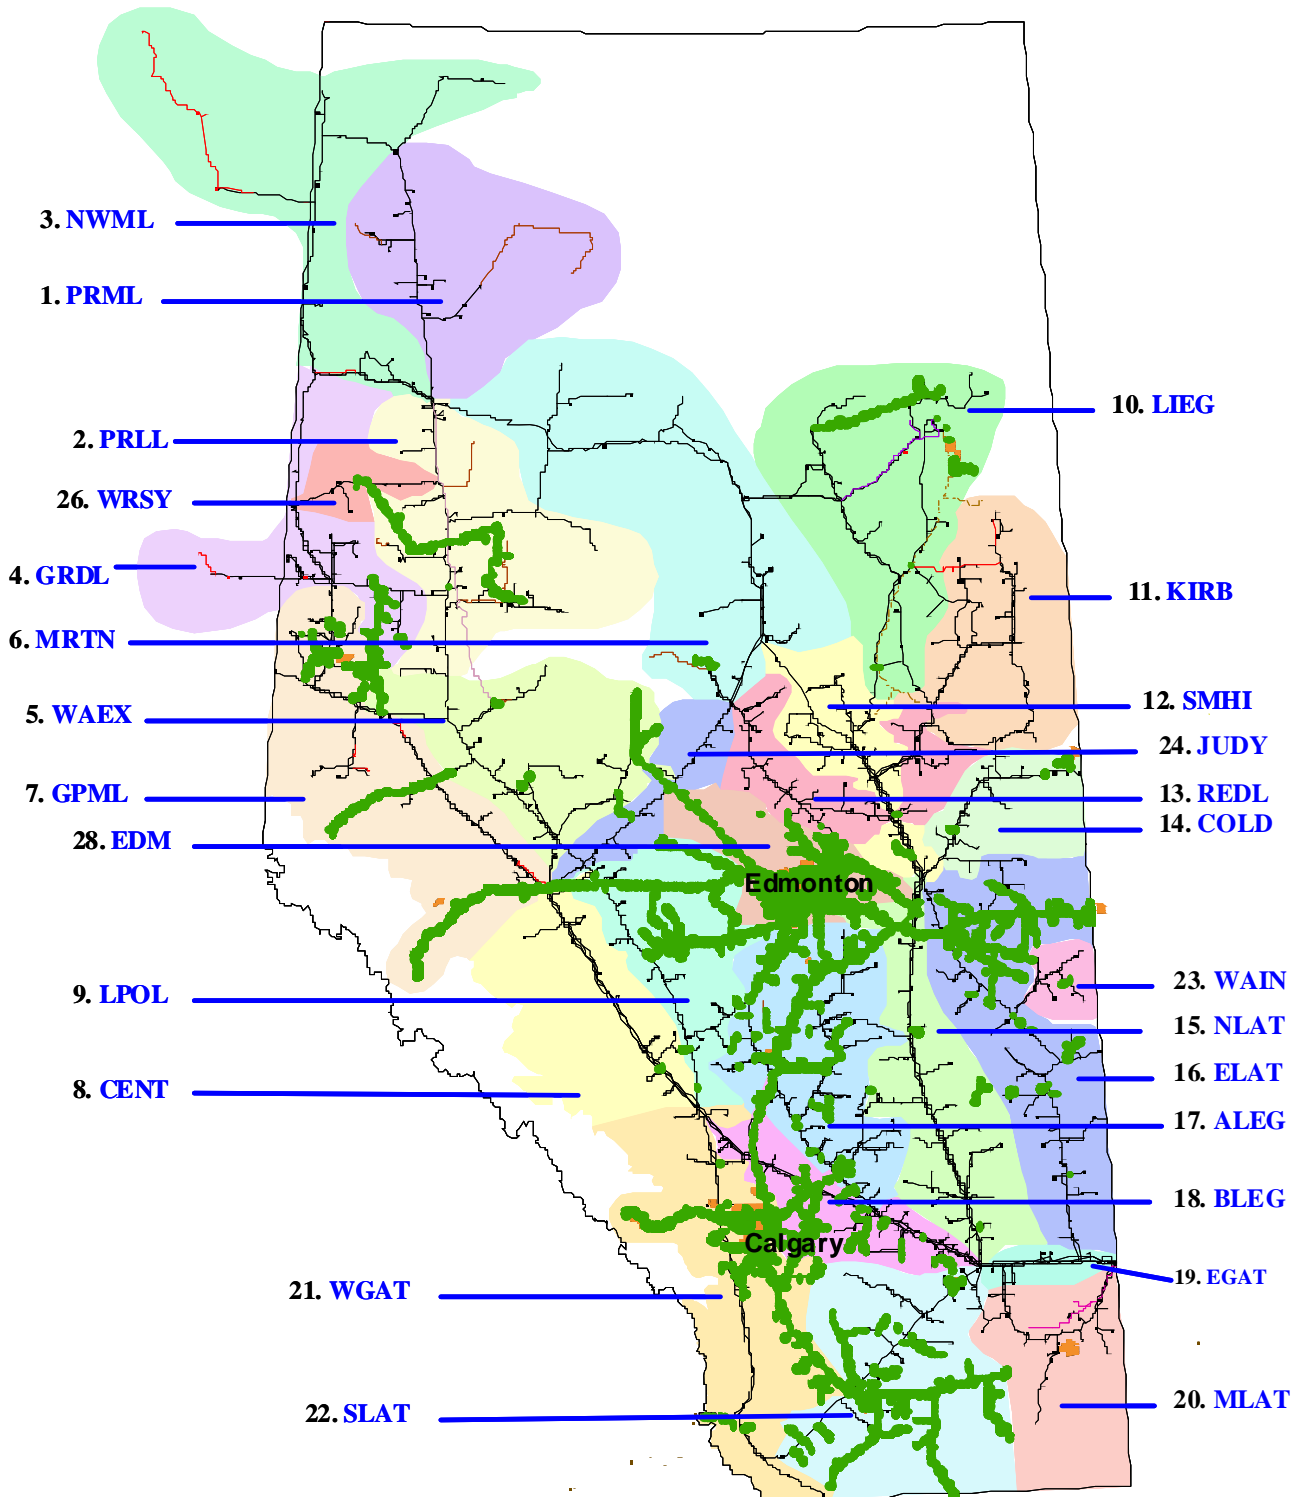 3. NWML
1. PRML
2. PRLL
26. WRSY
4. GRDL
6. MRTN
5. WAEX
7. GPML
28. EDM
9. LPOL
8. CENT
21. WGAT
22. SLAT
Edmonton
Calgary
10. LIEG
11. KIRB
12. SMHI
24. JUDY
13. REDL
14. COLD
23. WAIN
15. NLAT
16. ELAT
17. ALEG
18. BLEG
19. EGAT
20. MLAT